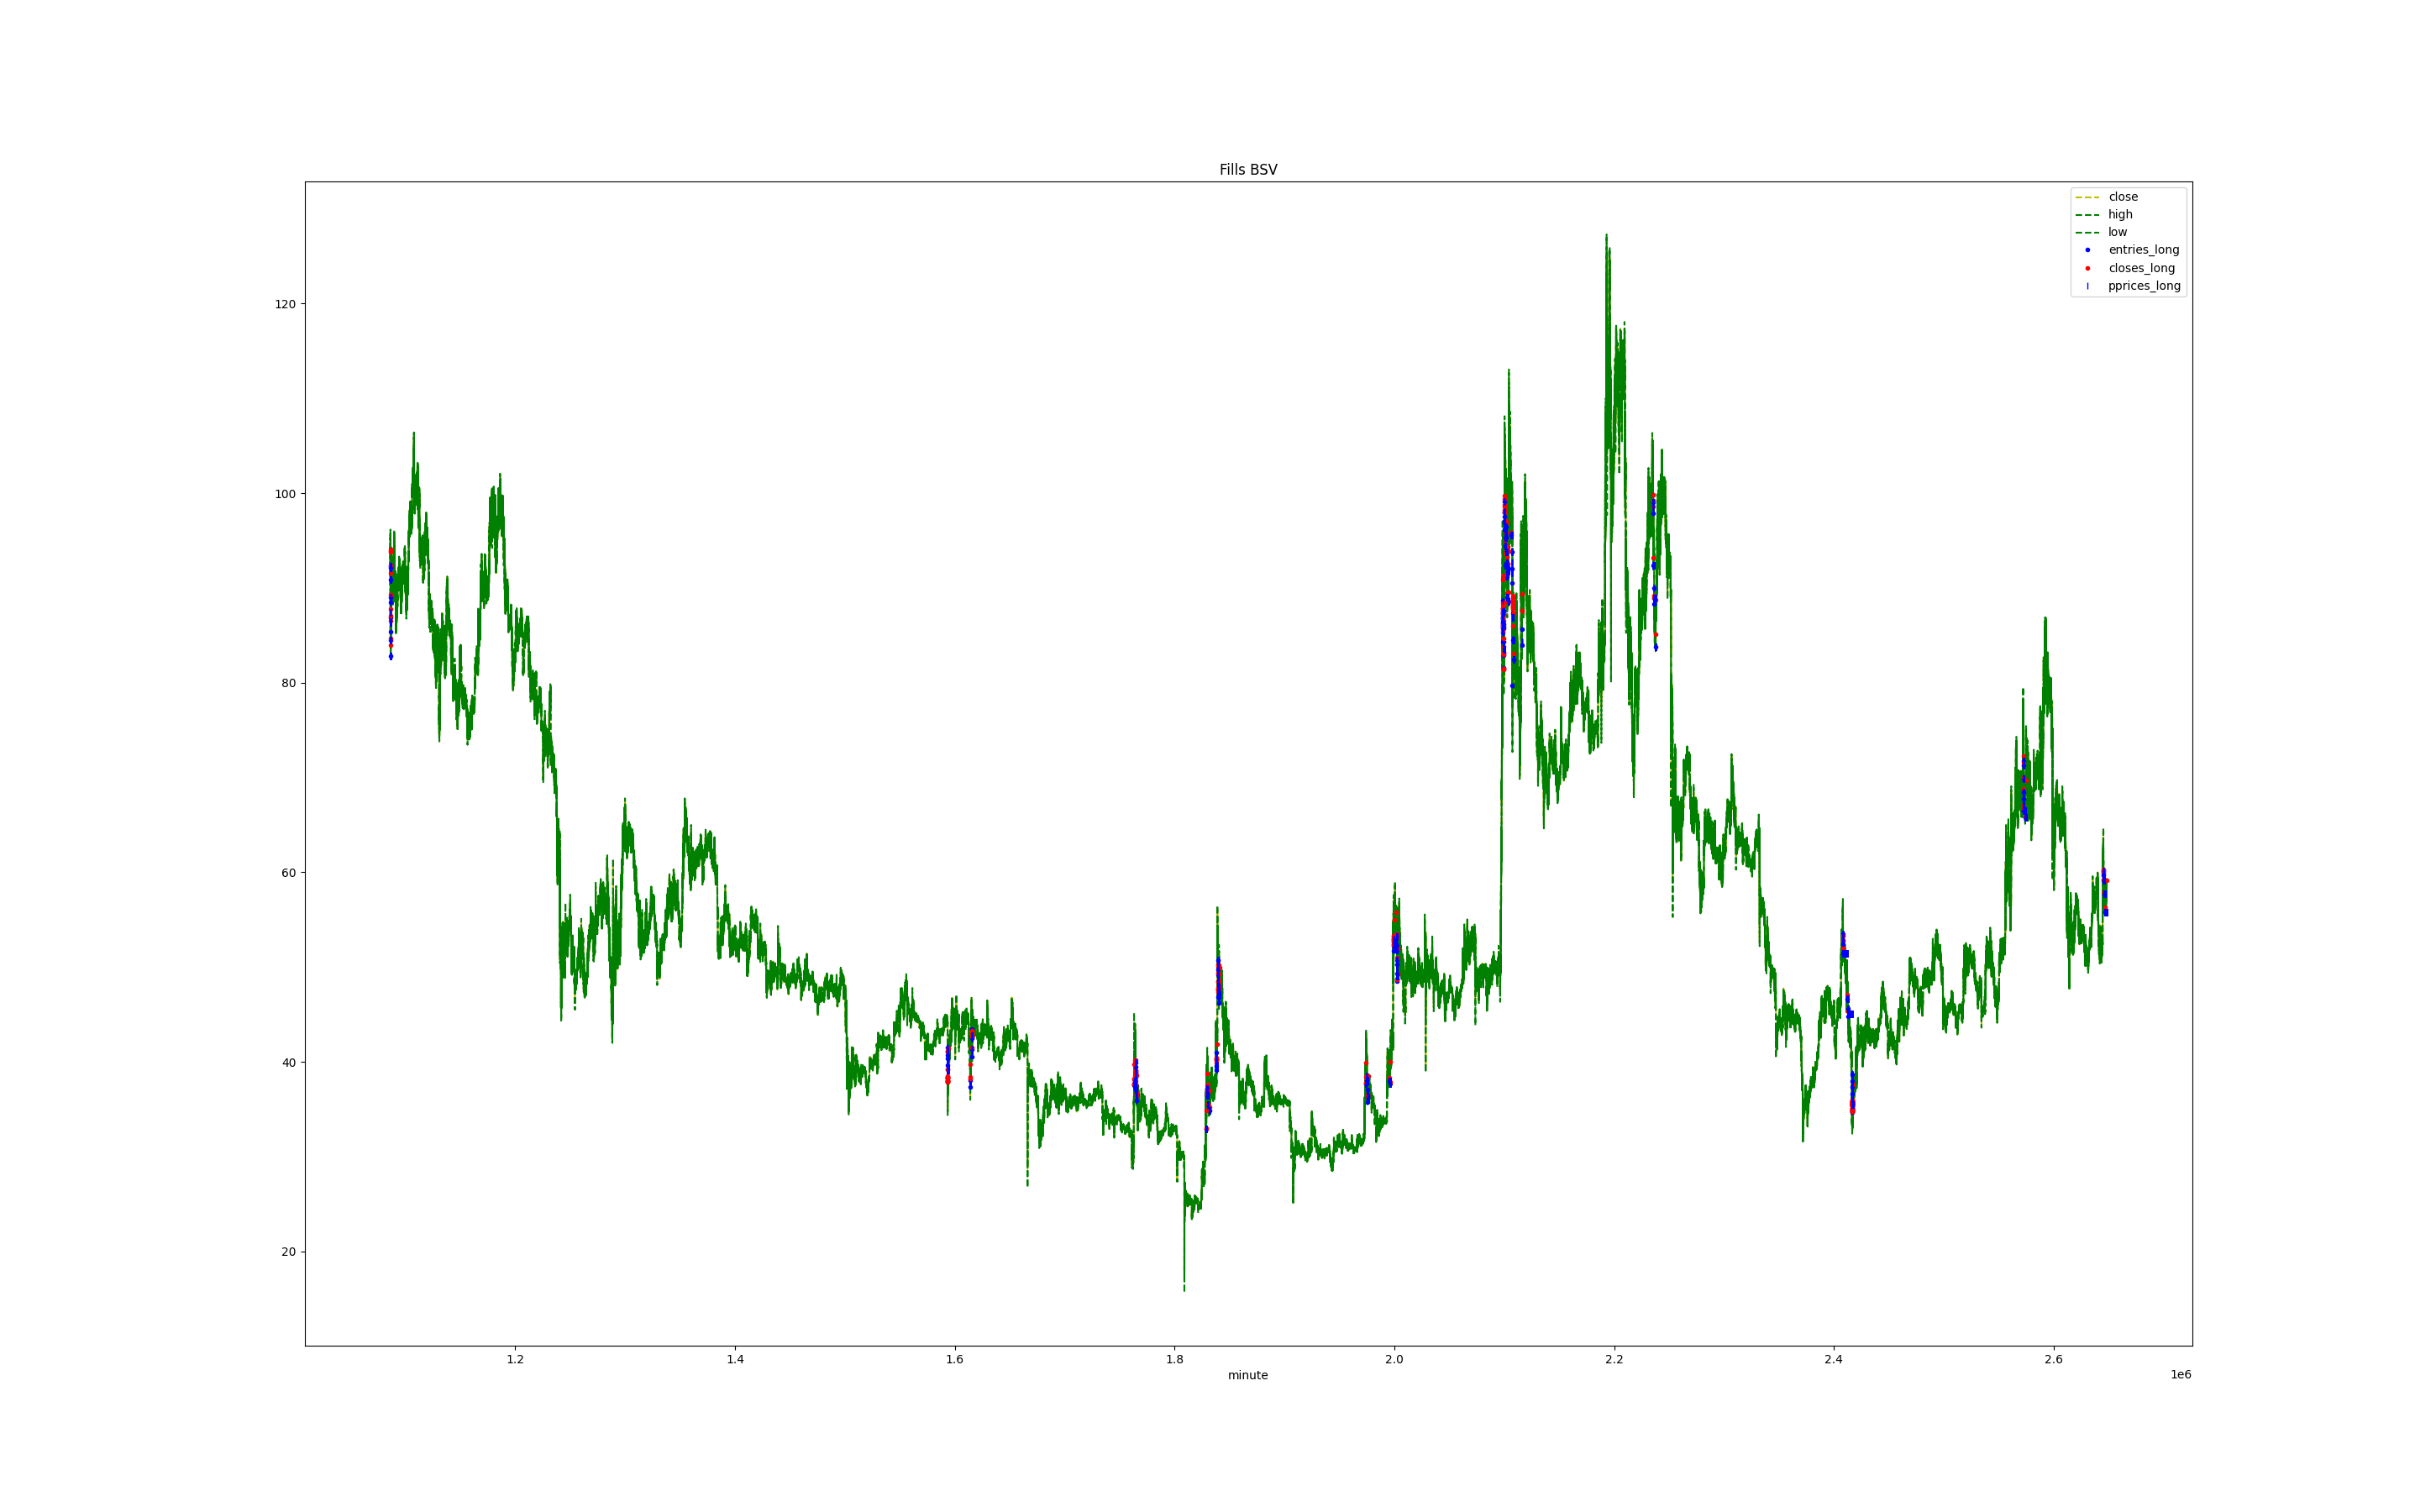 Fills BSV
close
high
low
entries_long
closes_long
pprices_long
120
100
80
60
40
20
1.2 1.4 1.6 1.8 2.0 2.2 2.4 2.6
minute
1e6